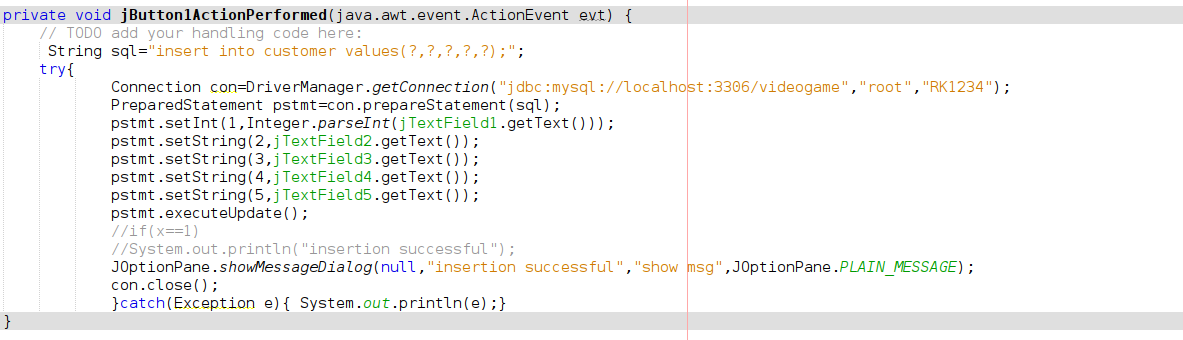 private void jButton1ActionPerformed(java.awt.event.ActionEvent evt) {
// TODO add your handling code here:
String sql="insert into customer values(?,?,?,?,?);";
try{
Connection con=DriverManager.getConnection("jdbc:mysql://localhost:3306/videogame","root","RK1234");
PreparedStatement pstmt=con.prepareStatement(sql);
pstmt.setInt(1,Integer.parseInt(jTextField1.getText()));
pstmt.setString(2,jTextField2.getText());
pstmt.setString(3,jTextField3.getText());
pstmt.setString(4,jTextField4.getText());
pstmt.setString(5,jTextField5.getText());
pstmt.executeUpdate();
//if(x==1)
//System.out.println("insertion successful");
JOptionPane.showMessageDialog(null,"insertion successful","show msg",JOptionPane.PLAIN_MESSAGE);
con.close();
}catch(Exception e){ System.out.println(e);}
}